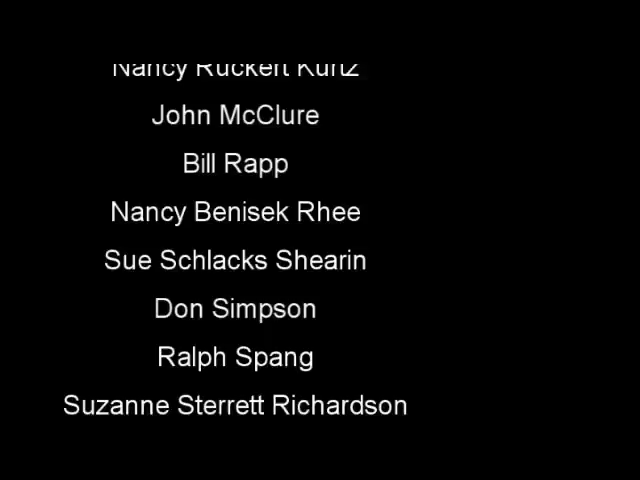 Nancy Ruckert Kurtz
John McClure
Bill Rapp
Nancy Benisek Rhee
Sue Schlacks Shearin
Don Simpson
Ralph Spang
Suzanne Sterrett Richardson